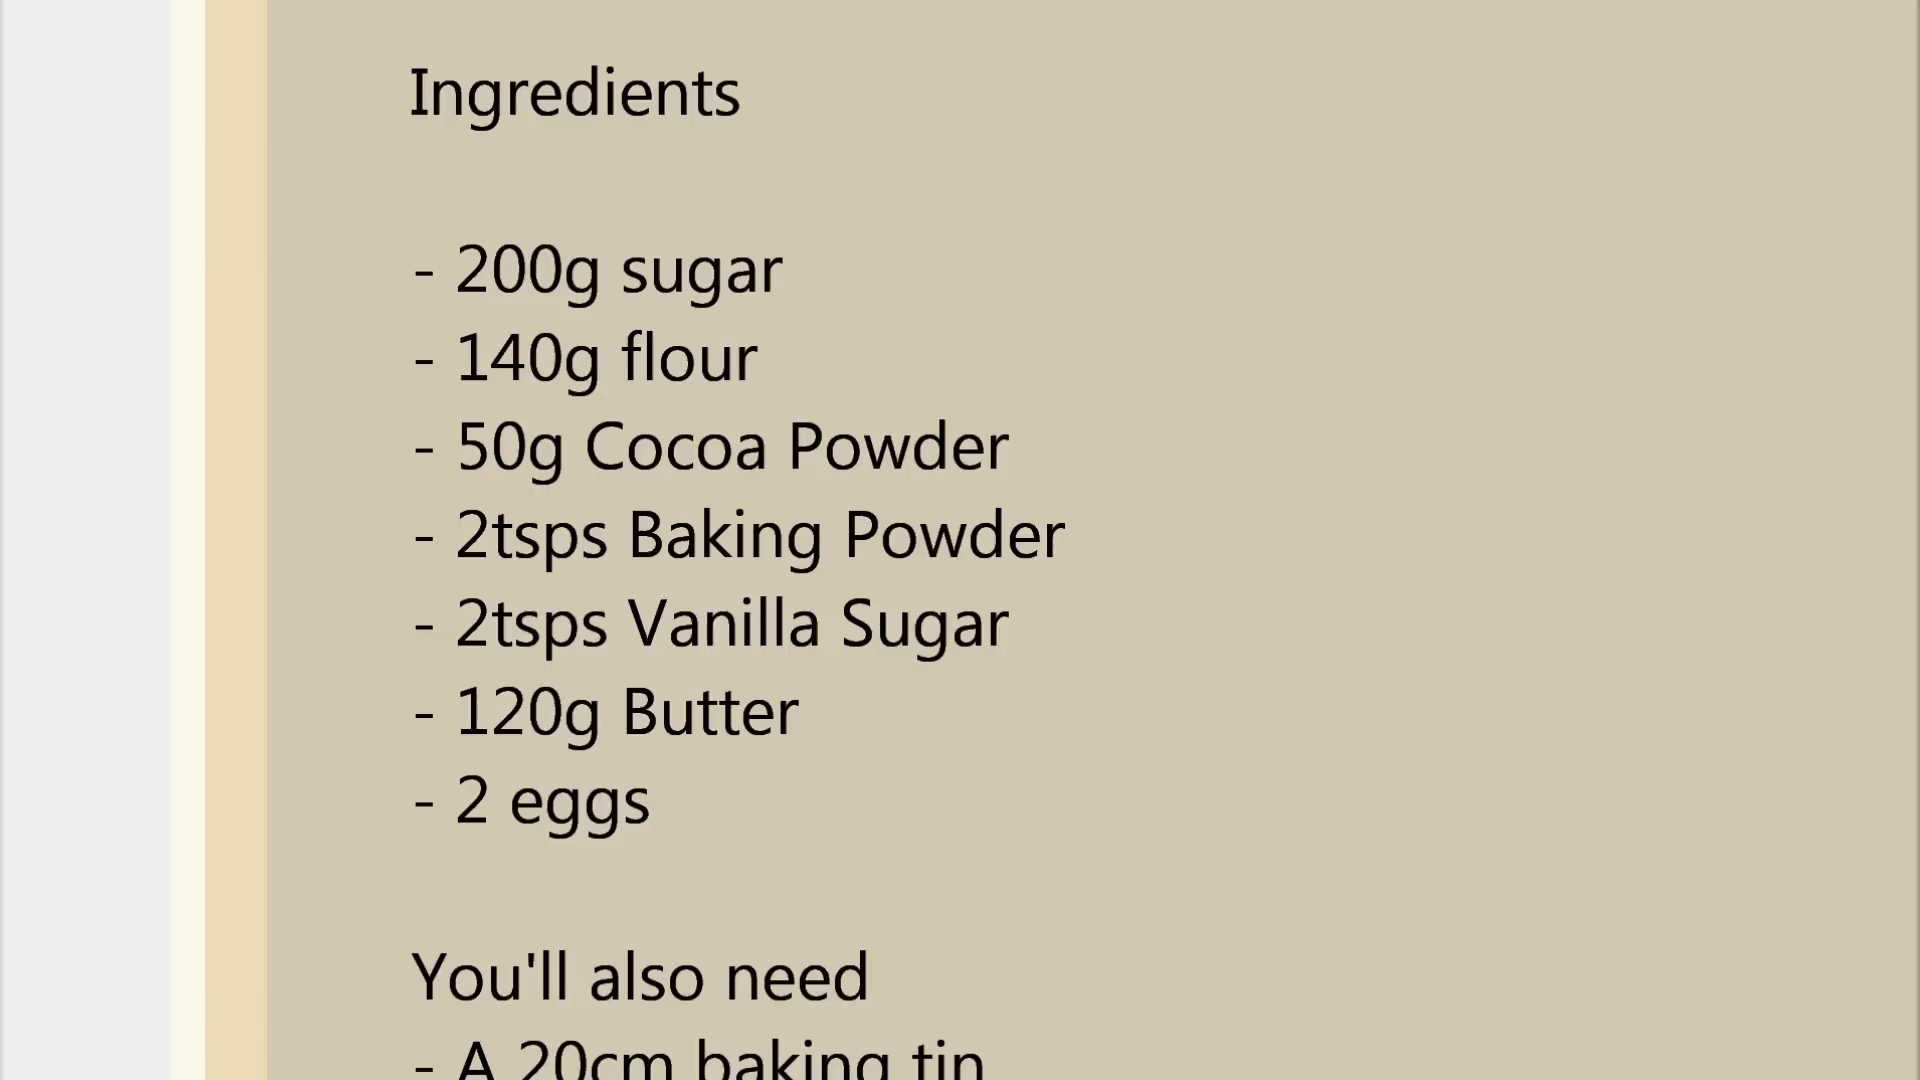 Ingredients
- 200g sugar
- 140g flour
- 50g Cocoa Powder
- 2tsps Baking Powder
- 2tsps Vanilla Sugar
- 120g Butter
- 2 eggs
You'll also need
- A 20cm baking tin